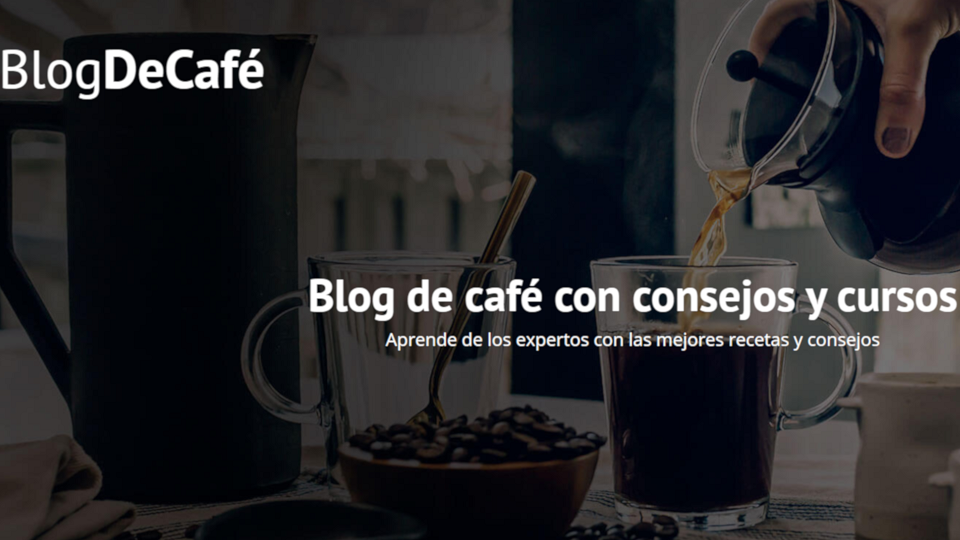 BlogDeCafé
Blog de café con consejos y cursos
Aprende de los expertos con las mejores recetas y consejos